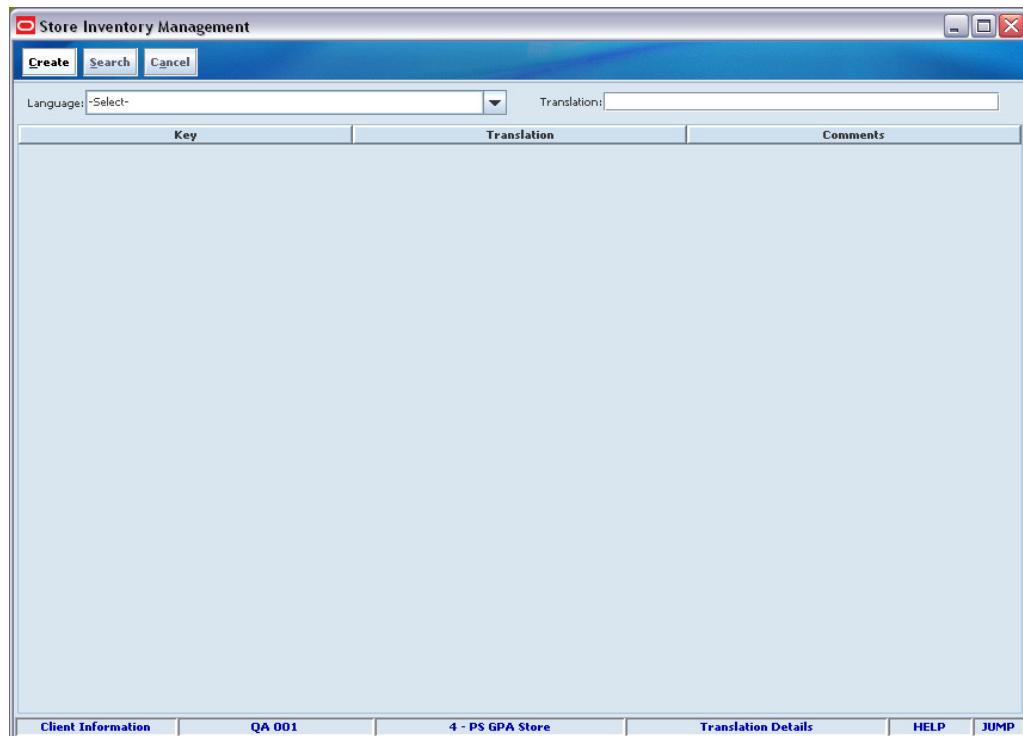 Store Inventory Management
Create Search Cancel
Language: -Select- Translation:
Key Translation Comments
Client Information QA 001 4 - PS GPA Store Translation Details HELP JUMP